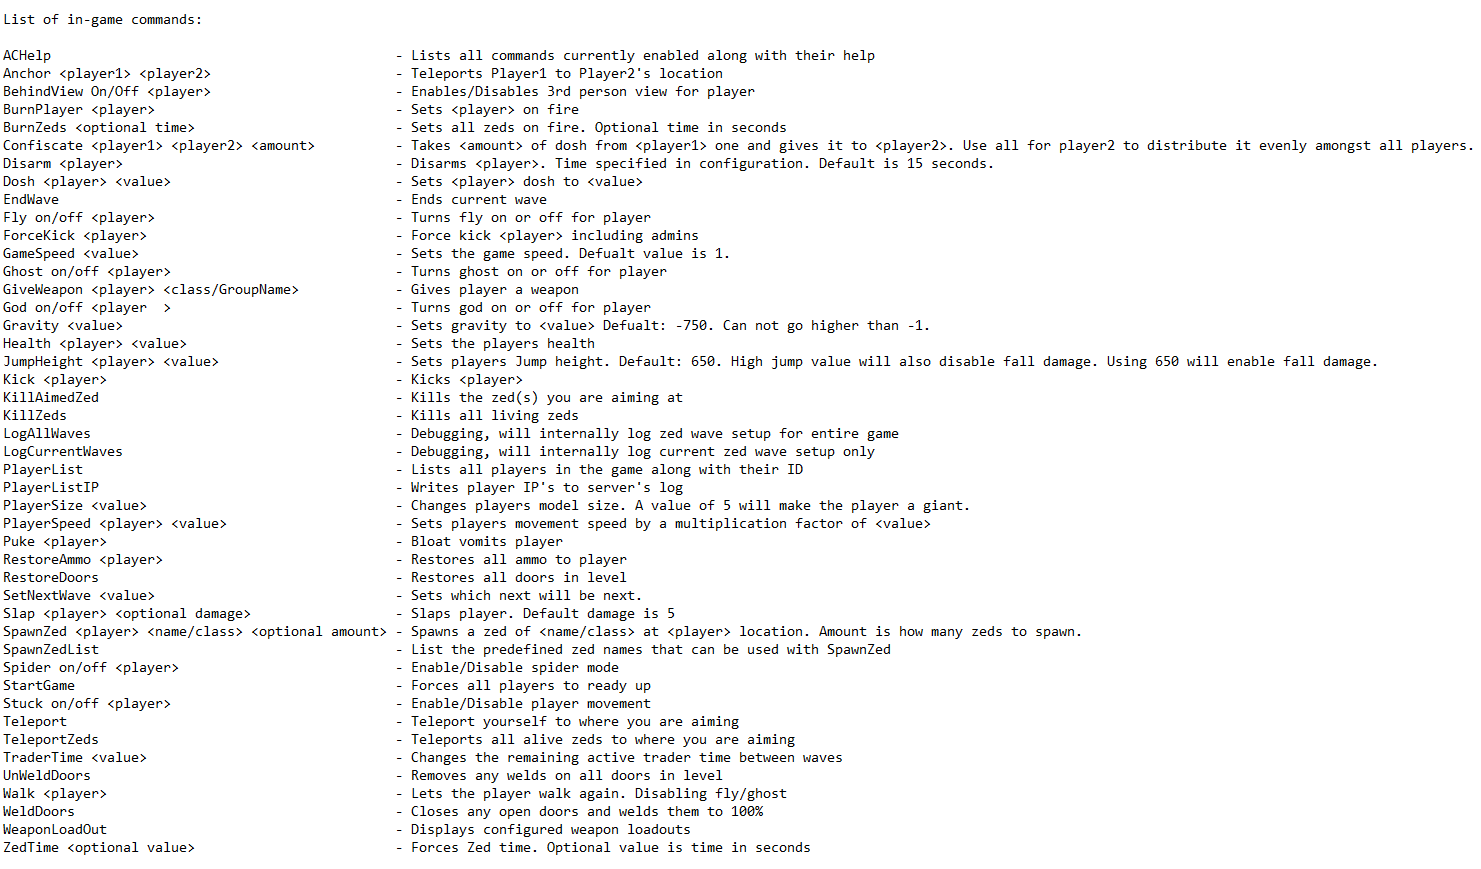 List of in-game commands:

ACHelp - Lists all commands currently enabled along with their help
Anchor <player1> <player2> - Teleports Player1 to Player2's location
BehindView On/Off <player> - Enables/Disables 3rd person view for player
BurnPlayer <player> - Sets <player> on fire
BurnZeds <optional time> - Sets all zeds on fire. Optional time in seconds
Confiscate <player1> <player2> <amount> - Takes <amount> of dosh from <player1> one and gives it to <player2>. Use all for player2 to distribute it evenly amongst all players.
Disarm <player> - Disarms <player>. Time specified in configuration. Default is 15 seconds.
Dosh <player> <value> - Sets <player> dosh to <value>
EndWave - Ends current wave
Fly on/off <player> - Turns fly on or off for player
ForceKick <player> - Force kick <player> including admins
GameSpeed <value> - Sets the game speed. Defualt value is 1.
Ghost on/off <player> - Turns ghost on or off for player
GiveWeapon <player> <class/GroupName> - Gives player a weapon
God on/off <player  > - Turns god on or off for player
Gravity <value> - Sets gravity to <value> Defualt: -750. Can not go higher than -1.
Health <player> <value> - Sets the players health
JumpHeight <player> <value> - Sets players Jump height. Default: 650. High jump value will also disable fall damage. Using 650 will enable fall damage.
Kick <player> - Kicks <player>
KillAimedZed - Kills the zed(s) you are aiming at
KillZeds - Kills all living zeds
LogAllWaves - Debugging, will internally log zed wave setup for entire game
LogCurrentWaves - Debugging, will internally log current zed wave setup only
PlayerList - Lists all players in the game along with their ID
PlayerListIP - Writes player IP's to server's log
PlayerSize <value> - Changes players model size. A value of 5 will make the player a giant.
PlayerSpeed <player> <value> - Sets players movement speed by a multiplication factor of <value>
Puke <player> - Bloat vomits player
RestoreAmmo <player> - Restores all ammo to player
RestoreDoors - Restores all doors in level
SetNextWave <value> - Sets which next will be next.
Slap <player> <optional damage> - Slaps player. Default damage is 5
SpawnZed <player> <name/class> <optional amount> - Spawns a zed of <name/class> at <player> location. Amount is how many zeds to spawn.
SpawnZedList - List the predefined zed names that can be used with SpawnZed
Spider on/off <player> - Enable/Disable spider mode
StartGame - Forces all players to ready up
Stuck on/off <player> - Enable/Disable player movement
Teleport - Teleport yourself to where you are aiming
TeleportZeds - Teleports all alive zeds to where you are aiming
TraderTime <value> - Changes the remaining active trader time between waves
UnWeldDoors - Removes any welds on all doors in level
Walk <player> - Lets the player walk again. Disabling fly/ghost
WeldDoors - Closes any open doors and welds them to 100%
WeaponLoadOut - Displays configured weapon loadouts
ZedTime <optional value> - Forces Zed time. Optional value is time in seconds